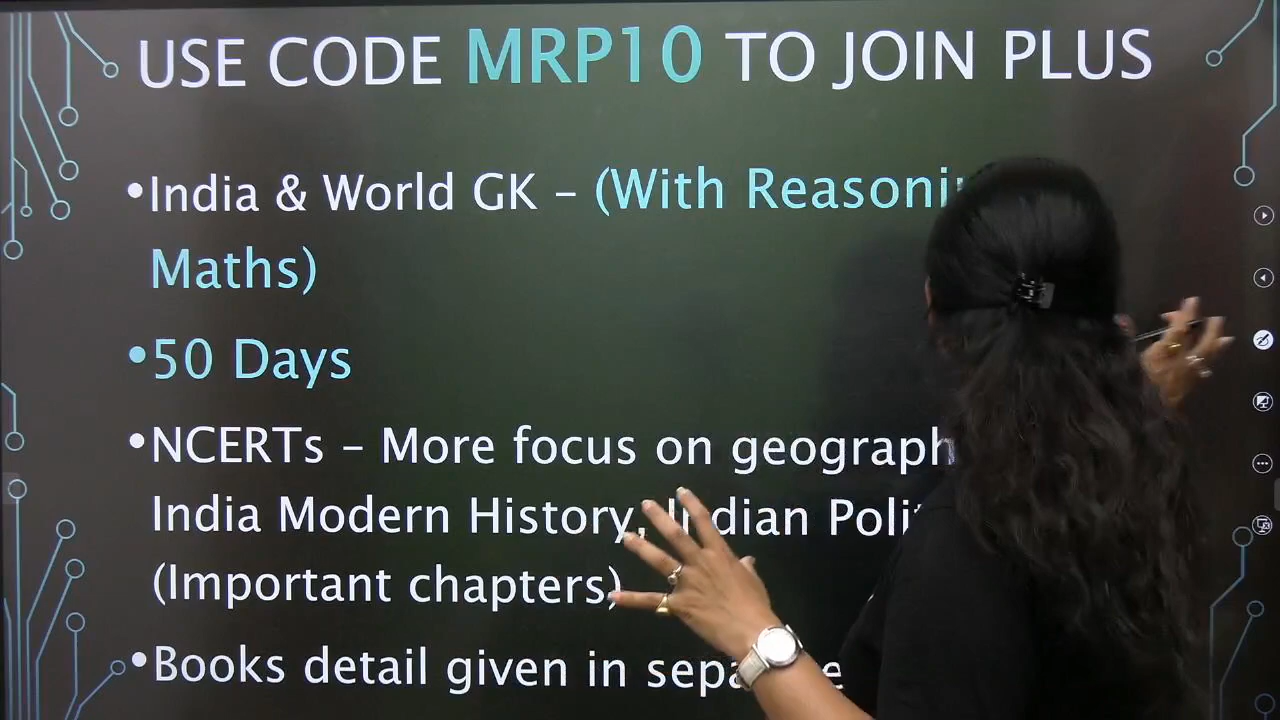 USE CODE MRP10 TO JOIN PLUS
•India & World GK – (With
Maths)
•50 Days
•NCERTs – More focus on
India Modern History, Indian
(Important chapters)
•Books detail given in